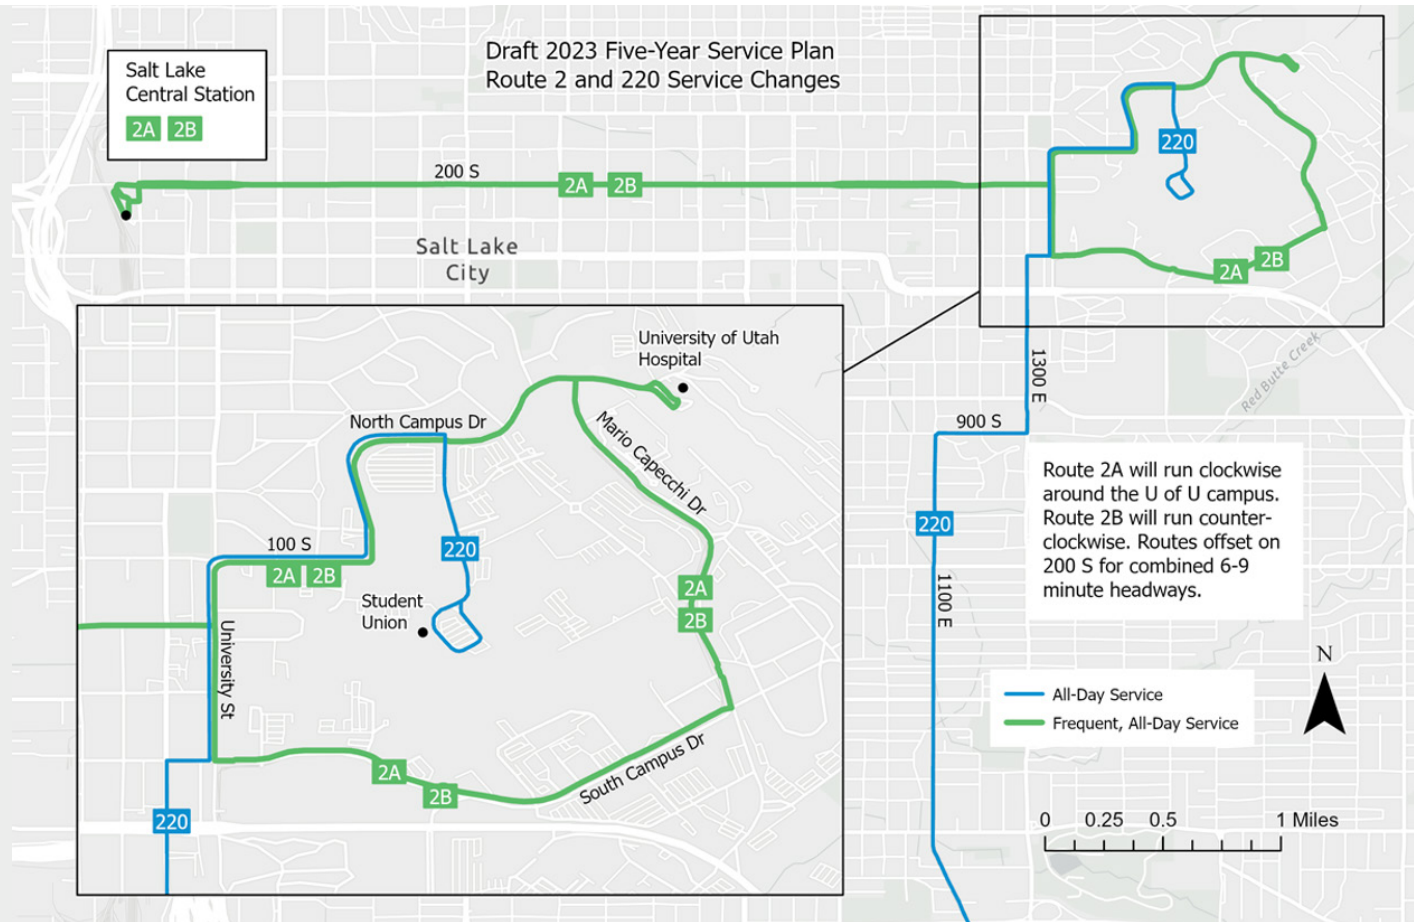 Draft 2023 Five-Year Service Plan
Route 2 and 220 Service Changes
Salt Lake
Central Station
2A 2B
200 S
2A 2B
Salt Lake
City
220
2A
2B
Red Butte Creek
1300 E
900 S
220
1100 E
University of Utah
Hospital
North Campus Dr
Mario Capecchi Dr
100 S
2A 2B
220
2A
2B
Student
Union
University St
2A
2B
South Campus Dr
220
Route 2A will run clockwise
around the U of U campus.
Route 2B will run counter-
clockwise. Routes offset on
200 S for combined 6-9
minute headways.
N
All-Day Service
Frequent, All-Day Service
0 0.25 0.5 1 Miles